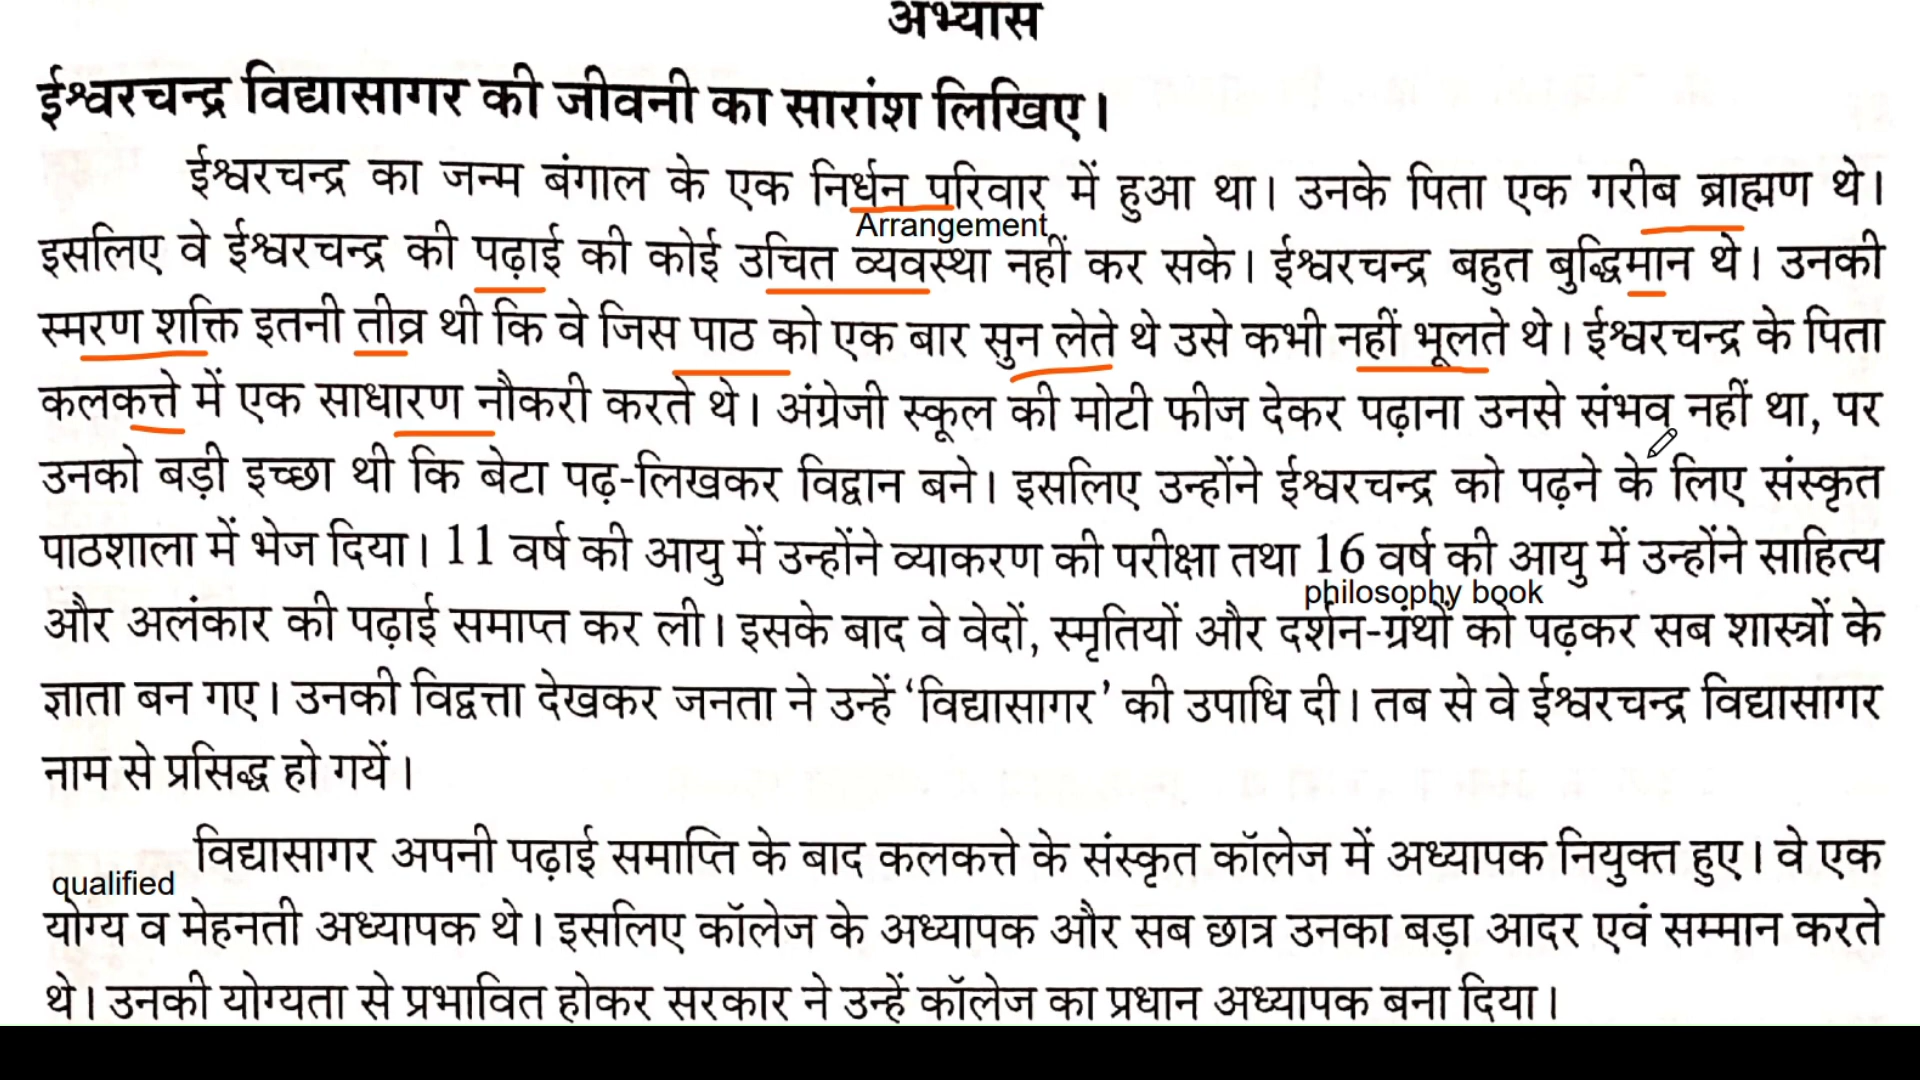 अभ्यास
ईश्वरचन्द्र विद्यासागर की जीवनी का सारांश लिखिए।
ईश्वरचन्द्र का जन्म बंगाल के एक निर्धन परिवार में हुआ था। उनके पिता एक गरीब ब्राह्मण थे।
Arrangement
इसलिए वे ईश्वरचन्द्र की पढ़ाई की कोई उचित व्यवस्था नहीं कर सके। ईश्वरचन्द्र बहुत बुद्धिमान थे। उनकी
स्मरण शक्ति इतनी तीव्र थी कि वे जिस पाठ को एक बार सुन लेते थे उसे कभी नहीं भूलते थे। ईश्वरचन्द्र के पिता
कलकत्ते में एक साधारण नौकरी करते थे। अंग्रेजी स्कूल की मोटी फीज देकर पढ़ाना उनसे संभव नहीं था, पर
उनको बड़ी इच्छा थी कि बेटा पढ़-लिखकर विद्वान बने। इसलिए उन्होंने ईश्वरचन्द्र को पढ़ने के लिए संस्कृत
पाठशाला में भेज दिया। 11 वर्ष की आयु में उन्होंने व्याकरण की परीक्षा तथा 16 वर्ष की आयु में उन्होंने साहित्य
philosophy book
और अलंकार की पढ़ाई समाप्त कर ली। इसके बाद वे वेदों, स्मृतियों और दर्शन-ग्रंथों को पढ़कर सब शास्त्रों के
ज्ञाता बन गए। उनकी विद्वत्ता देखकर जनता ने उन्हें ‘विद्यासागर’ की उपाधि दी। तब से वे ईश्वरचन्द्र विद्यासागर
नाम से प्रसिद्ध हो गयें।
विद्यासागर अपनी पढ़ाई समाप्ति के बाद कलकत्ते के संस्कृत कॉलेज में अध्यापक नियुक्त हुए। वे एक
qualified
योग्य व मेहनती अध्यापक थे। इसलिए कॉलेज के अध्यापक और सब छात्र उनका बड़ा आदर एवं सम्मान करते
थे। उनकी योग्यता से प्रभावित होकर सरकार ने उन्हें कॉलेज का प्रधान अध्यापक बना दिया।